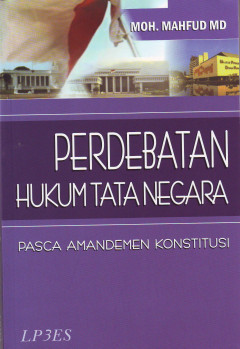 MOH. MAHFUD MD
PERDEBATAN
HUKUM TATA NEGARA
PASCA AMANDEMEN KONSTITUSI
LP3ES